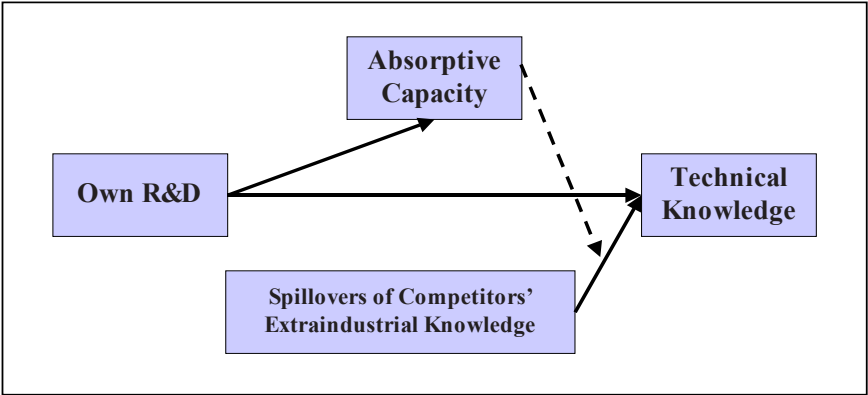 Absorptive
Capacity
Own R&D
Technical
Knowledge
Spillovers of Competitors’
Extraindustrial Knowledge